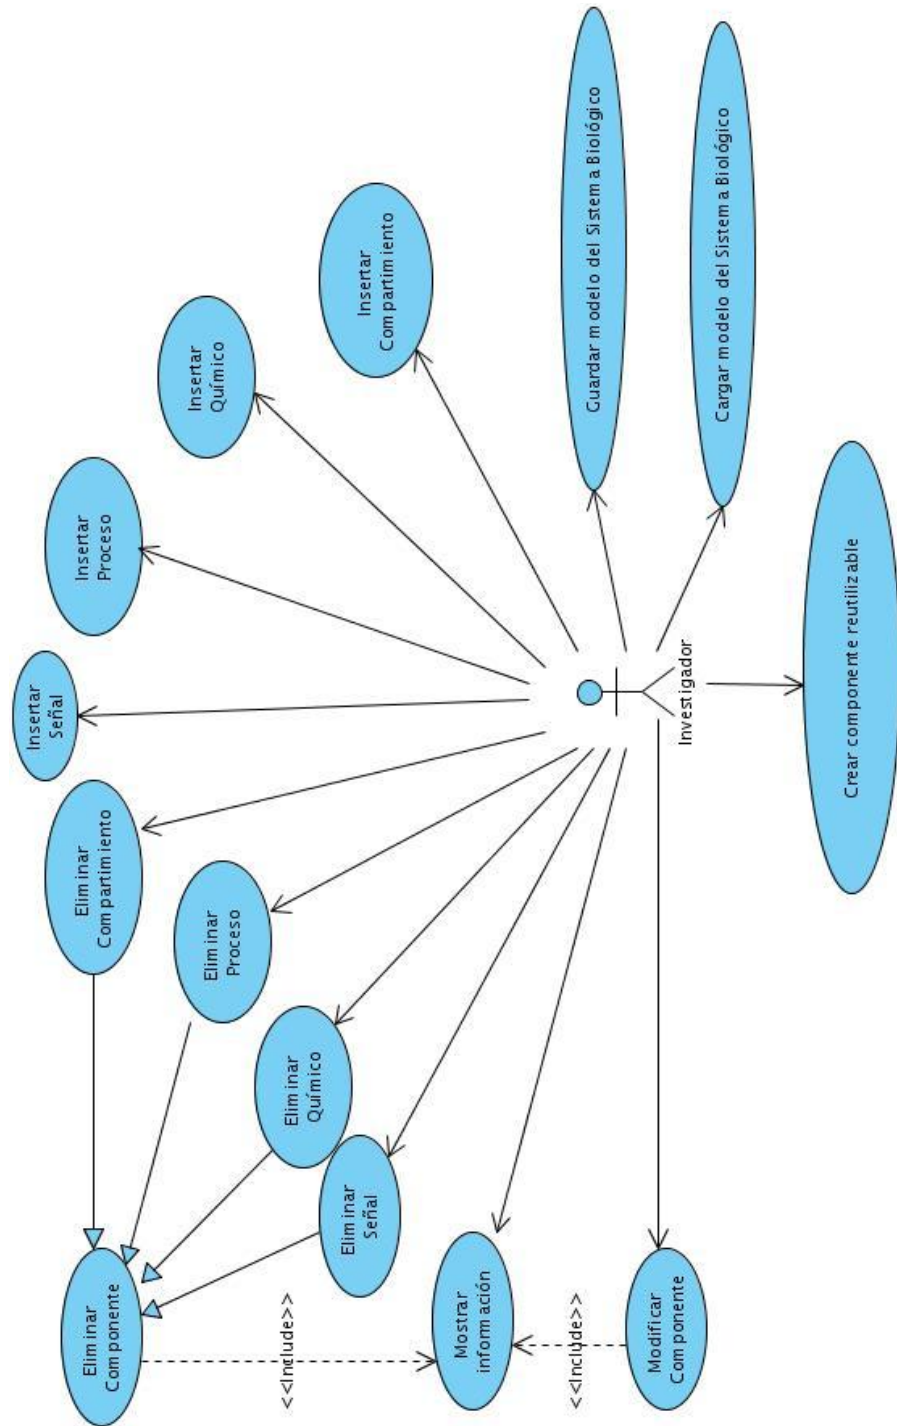 Insertar
Señal
Eliminar
Componente
Eliminar
Compartimiento
Insertar
Proceso
Eliminar
Proceso
Insertar
Químico
<<Include>>
Eliminar
Químico
Eliminar
Señal
Insertar
Compartimiento
Mostrar
información
<<Include>>
Guardar modelo del Sistema Biológico
Modificar
Componente
Investigador
Cargar modelo del Sistema Biológico
Crear componente reutilizable